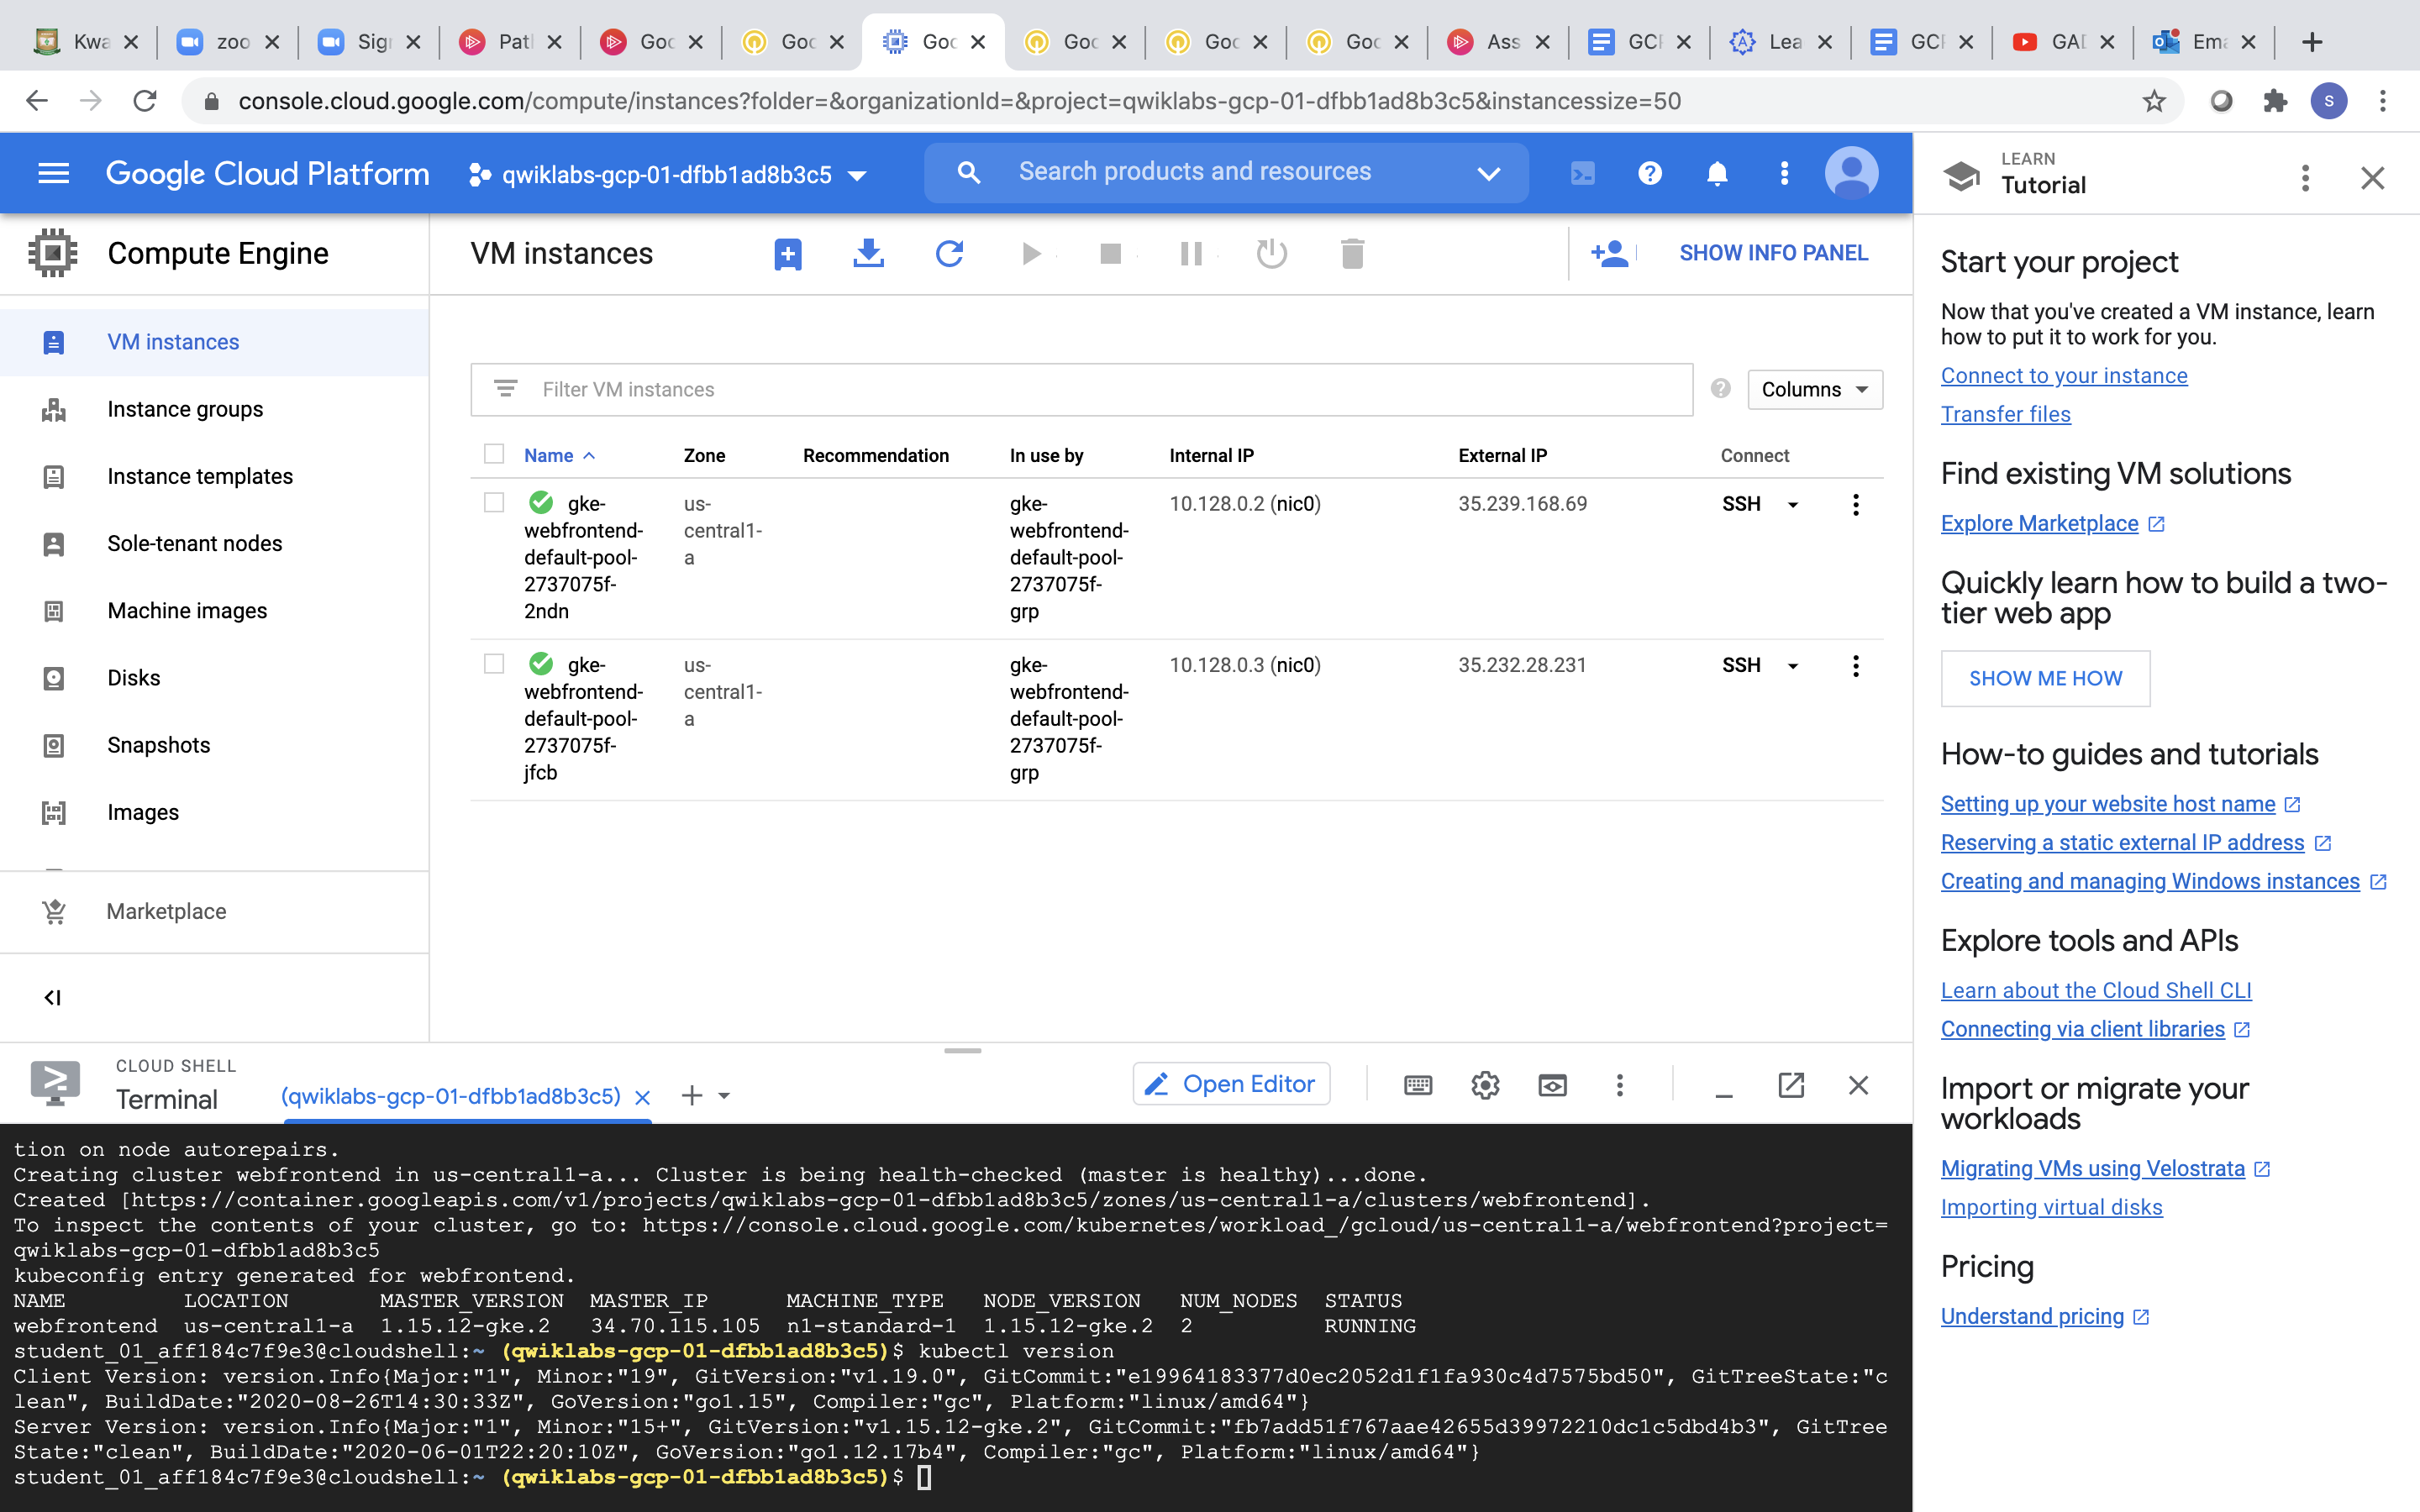 Kwa
zoo
Sign
Path
Goo
Goo
Goo
Goo
Goo
Goo
Ass
GCP
Lea
GCP
GAD
Ema
console.cloud.google.com/compute/instances?folder=&organizationId=&project=qwiklabs-gcp-01-dfbb1ad8b3c5&instancessize=50
S
Google Cloud Platform
qwiklabs-gcp-01-dfbb1ad8b3c5
Search products and resources
LEARN
Tutorial
Compute Engine
VM instances
SHOW INFO PANEL
VM instances
Instance groups
Instance templates
Sole-tenant nodes
Machine images
Disks
Snapshots
Images
Marketplace
Filter VM instances
Columns
Name Zone Recommendation In use by Internal IP External IP Connect
gke- us- gke- 10.128.0.2 (nic0) 35.239.168.69 SSH
webfrontend- central1- webfrontend-
default-pool- a default-pool-
2737075f- 2737075f-
2ndn grp
gke- us- gke- 10.128.0.3 (nic0) 35.232.28.231 SSH
webfrontend- central1- webfrontend-
default-pool- a default-pool-
2737075f- 2737075f-
jfcb grp
Start your project
Now that you've created a VM instance, learn
how to put it to work for you.
Connect to your instance
Transfer files
Find existing VM solutions
Explore Marketplace
Quickly learn how to build a two-
tier web app
SHOW ME HOW
How-to guides and tutorials
Setting up your website host name
Reserving a static external IP address
Creating and managing Windows instances
Explore tools and APIs
Learn about the Cloud Shell CLI
Connecting via client libraries
Import or migrate your
workloads
Migrating VMs using Velostrata
Importing virtual disks
Pricing
Understand pricing
CLOUD SHELL
Terminal
(qwiklabs-gcp-01-dfbb1ad8b3c5)
Open Editor
tion on node autorepairs.
Creating cluster webfrontend in us-central1-a... Cluster is being health-checked (master is healthy)...done.
Created [https://container.googleapis.com/v1/projects/qwiklabs-gcp-01-dfbb1ad8b3c5/zones/us-central1-a/clusters/webfrontend].
To inspect the contents of your cluster, go to: https://console.cloud.google.com/kubernetes/workload_/gcloud/us-central1-a/webfrontend?project=
qwiklabs-gcp-01-dfbb1ad8b3c5
kubeconfig entry generated for webfrontend.
NAME LOCATION MASTER_VERSION MASTER_IP MACHINE_TYPE NODE_VERSION NUM_NODES STATUS
webfrontend us-central1-a 1.15.12-gke.2 34.70.115.105 n1-standard-1 1.15.12-gke.2 2 RUNNING
student_01_aff184c7f9e3@cloudshell:~ (qwiklabs-gcp-01-dfbb1ad8b3c5)$ kubectl version
Client Version: version.Info{Major:"1", Minor:"19", GitVersion:"v1.19.0", GitCommit:"e19964183377d0ec2052d1f1fa930c4d7575bd50", GitTreeState:"c
lean", BuildDate:"2020-08-26T14:30:33Z", GoVersion:"go1.15", Compiler:"gc", Platform:"linux/amd64"}
Server Version: version.Info{Major:"1", Minor:"15+", GitVersion:"v1.15.12-gke.2", GitCommit:"fb7add51f767aae42655d39972210dc1c5dbd4b3", GitTree
State:"clean", BuildDate:"2020-06-01T22:20:10Z", GoVersion:"go1.12.17b4", Compiler:"gc", Platform:"linux/amd64"}
student_01_aff184c7f9e3@cloudshell:~ (qwiklabs-gcp-01-dfbb1ad8b3c5)$